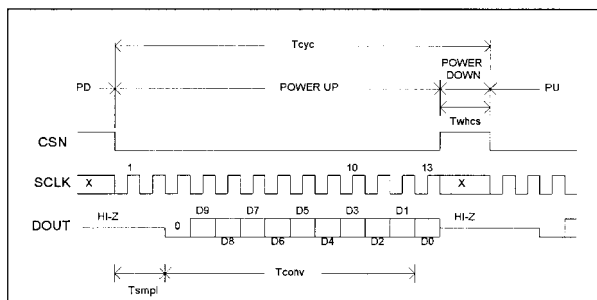 Tcyc
POWER
DOWN
PD
POWER UP
PU
Twhcs
CSN
1
10
13
SCLK
X
X
HI-Z
D9
D7
D5
D3
D1
HI-Z
DOUT
0
D8
D6
D4
D2
D0
Tconv
Tsmpl